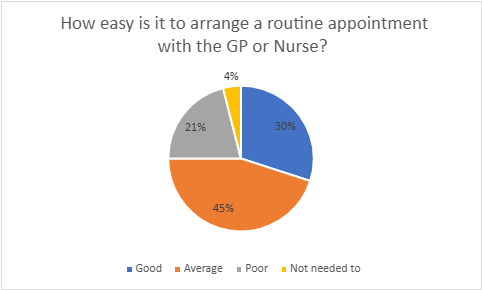 How easy is it to arrange a routine appointment
with the GP or Nurse?
4%
30%
21%
45%
Good Average Poor Not needed to